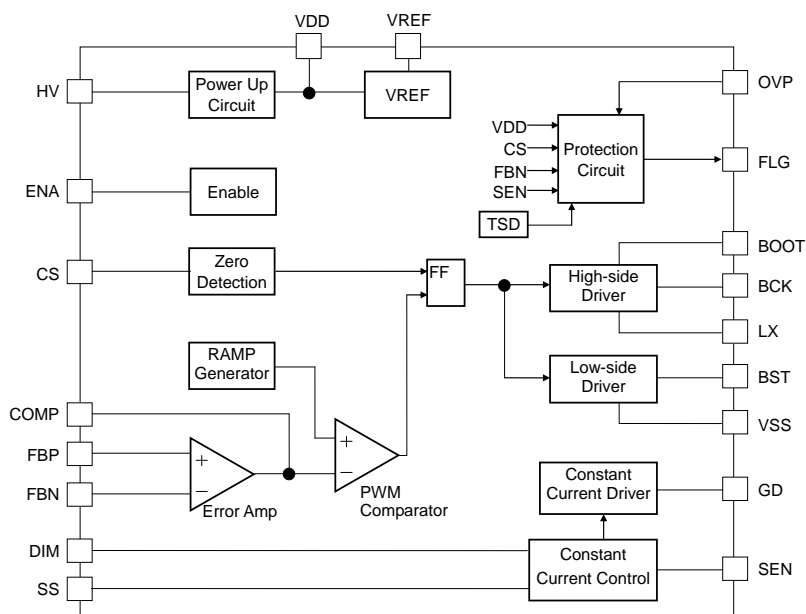 VDD
VREF
HV
Power Up
Circuit
VREF
OVP
VDD
CS
FBN
SEN
Protection
Circuit
FLG
ENA
Enable
TSD
CS
Zero
Detection
FF
High-side
Driver
BOOT
BCK
LX
RAMP
Generator
Low-side
Driver
BST
VSS
COMP
FBP
FBN
+
−
Error Amp
+
−
PWM
Comparator
Constant
Current Driver
GD
DIM
SS
Constant
Current Control
SEN